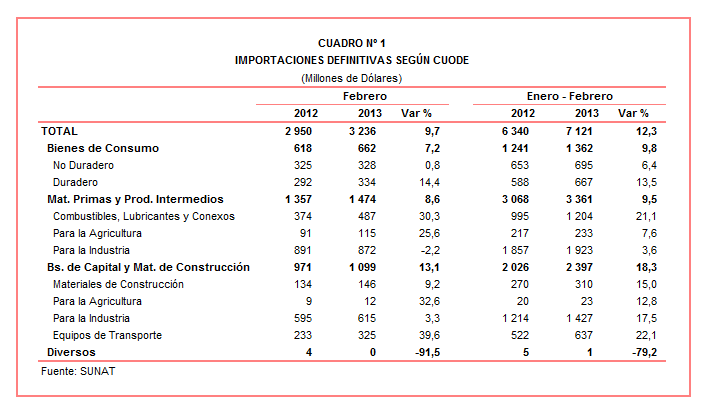 CUADRO Nº 1
IMPORTACIONES DEFINITIVAS SEGÚN CUODE
(Millones de Dólares)
Febrero Enero - Febrero
2012 2013 Var % 2012 2013 Var %
TOTAL 2 950 3 236 9,7 6 340 7 121 12,3
Bienes de Consumo 618 662 7,2 1 241 1 362 9,8
No Duradero 325 328 0,8 653 695 6,4
Duradero 292 334 14,4 588 667 13,5
Mat. Primas y Prod. Intermedios 1 357 1 474 8,6 3 068 3 361 9,5
Combustibles, Lubricantes y Conexos 374 487 30,3 995 1 204 21,1
Para la Agricultura 91 115 25,6 217 233 7,6
Para la Industria 891 872 -2,2 1 857 1 923 3,6
Bs. de Capital y Mat. de Construcción 971 1 099 13,1 2 026 2 397 18,3
Materiales de Construcción 134 146 9,2 270 310 15,0
Para la Agricultura 9 12 32,6 20 23 12,8
Para la Industria 595 615 3,3 1 214 1 427 17,5
Equipos de Transporte 233 325 39,6 522 637 22,1
Diversos 4 0 -91,5 5 1 -79,2
Fuente: SUNAT